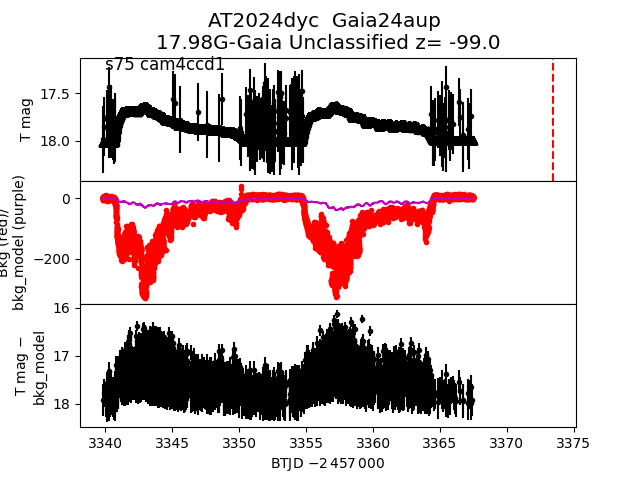 AT2024dyc  Gaia24aup
17.98G-Gaia Unclassified z= -99.0
s75 cam4ccd1
17.5
18.0
T mag
0
−200
Bkg (red)/
bkg_model (purple)
16
17
18
T mag −
bkg_model
3340 3345 3350 3355 3360 3365 3370 3375
BTJD −2 457 000